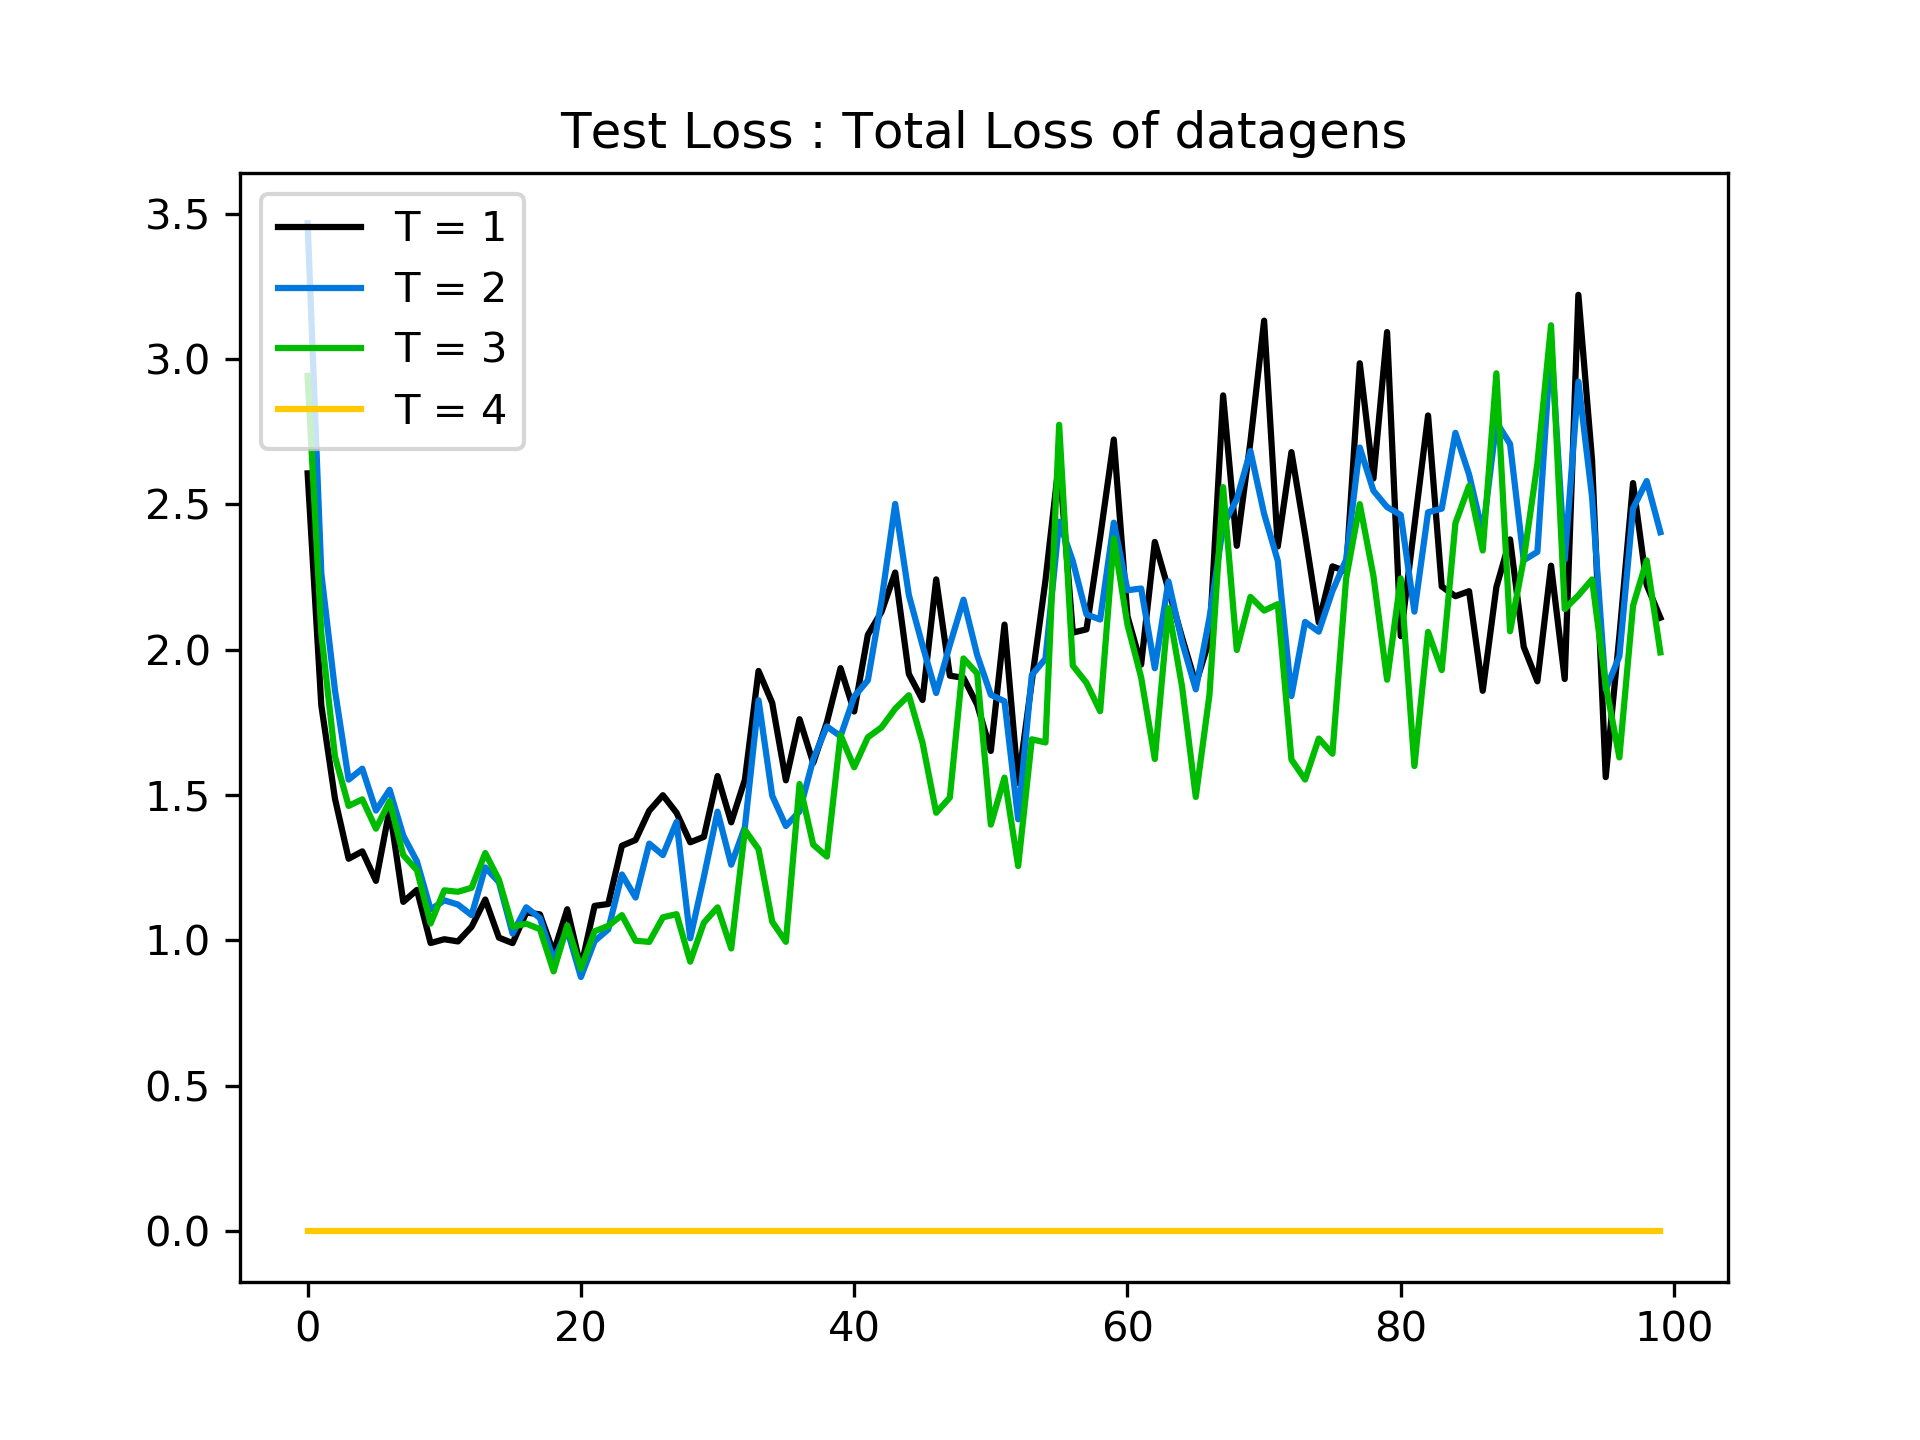 Test Loss : Total Loss of datagens
3.5
3.0
2.5
2.0
1.5
1.0
0.5
0.0
T = 1
T = 2
T = 3
T = 4
0 20 40 60 80 100